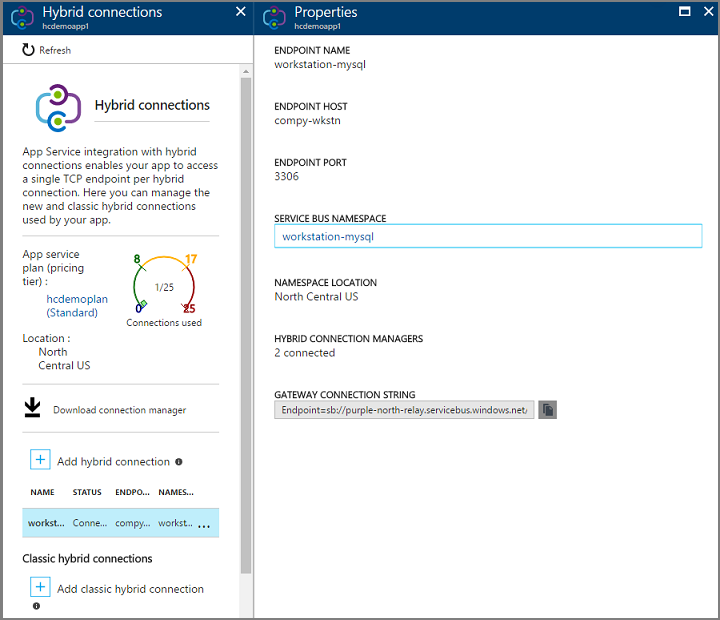 Hybrid connections
hcdemoapp1
Refresh
Hybrid connections
App Service integration with hybrid
connections enables your app to access
a single TCP endpoint per hybrid
connection. Here you can manage the
new and classic hybrid connections
used by your app.
App service
plan (pricing
tier) :
hcdemoplan
(Standard)
Location :
North
Central US
8
17
1/25
0
25
Connections used
Download connection manager
Add hybrid connection
NAME STATUS ENDPO... NAMES...
workst... Conne... compy... workst... ...
Classic hybrid connections
Add classic hybrid connection
Properties
hcdemoapp1
ENDPOINT NAME
workstation-mysql
ENDPOINT HOST
compy-wkstn
ENDPOINT PORT
3306
SERVICE BUS NAMESPACE
workstation-mysql
NAMESPACE LOCATION
North Central US
HYBRID CONNECTION MANAGERS
2 connected
GATEWAY CONNECTION STRING
Endpoint=sb://purple-north-relay.servicebus.windows.net/